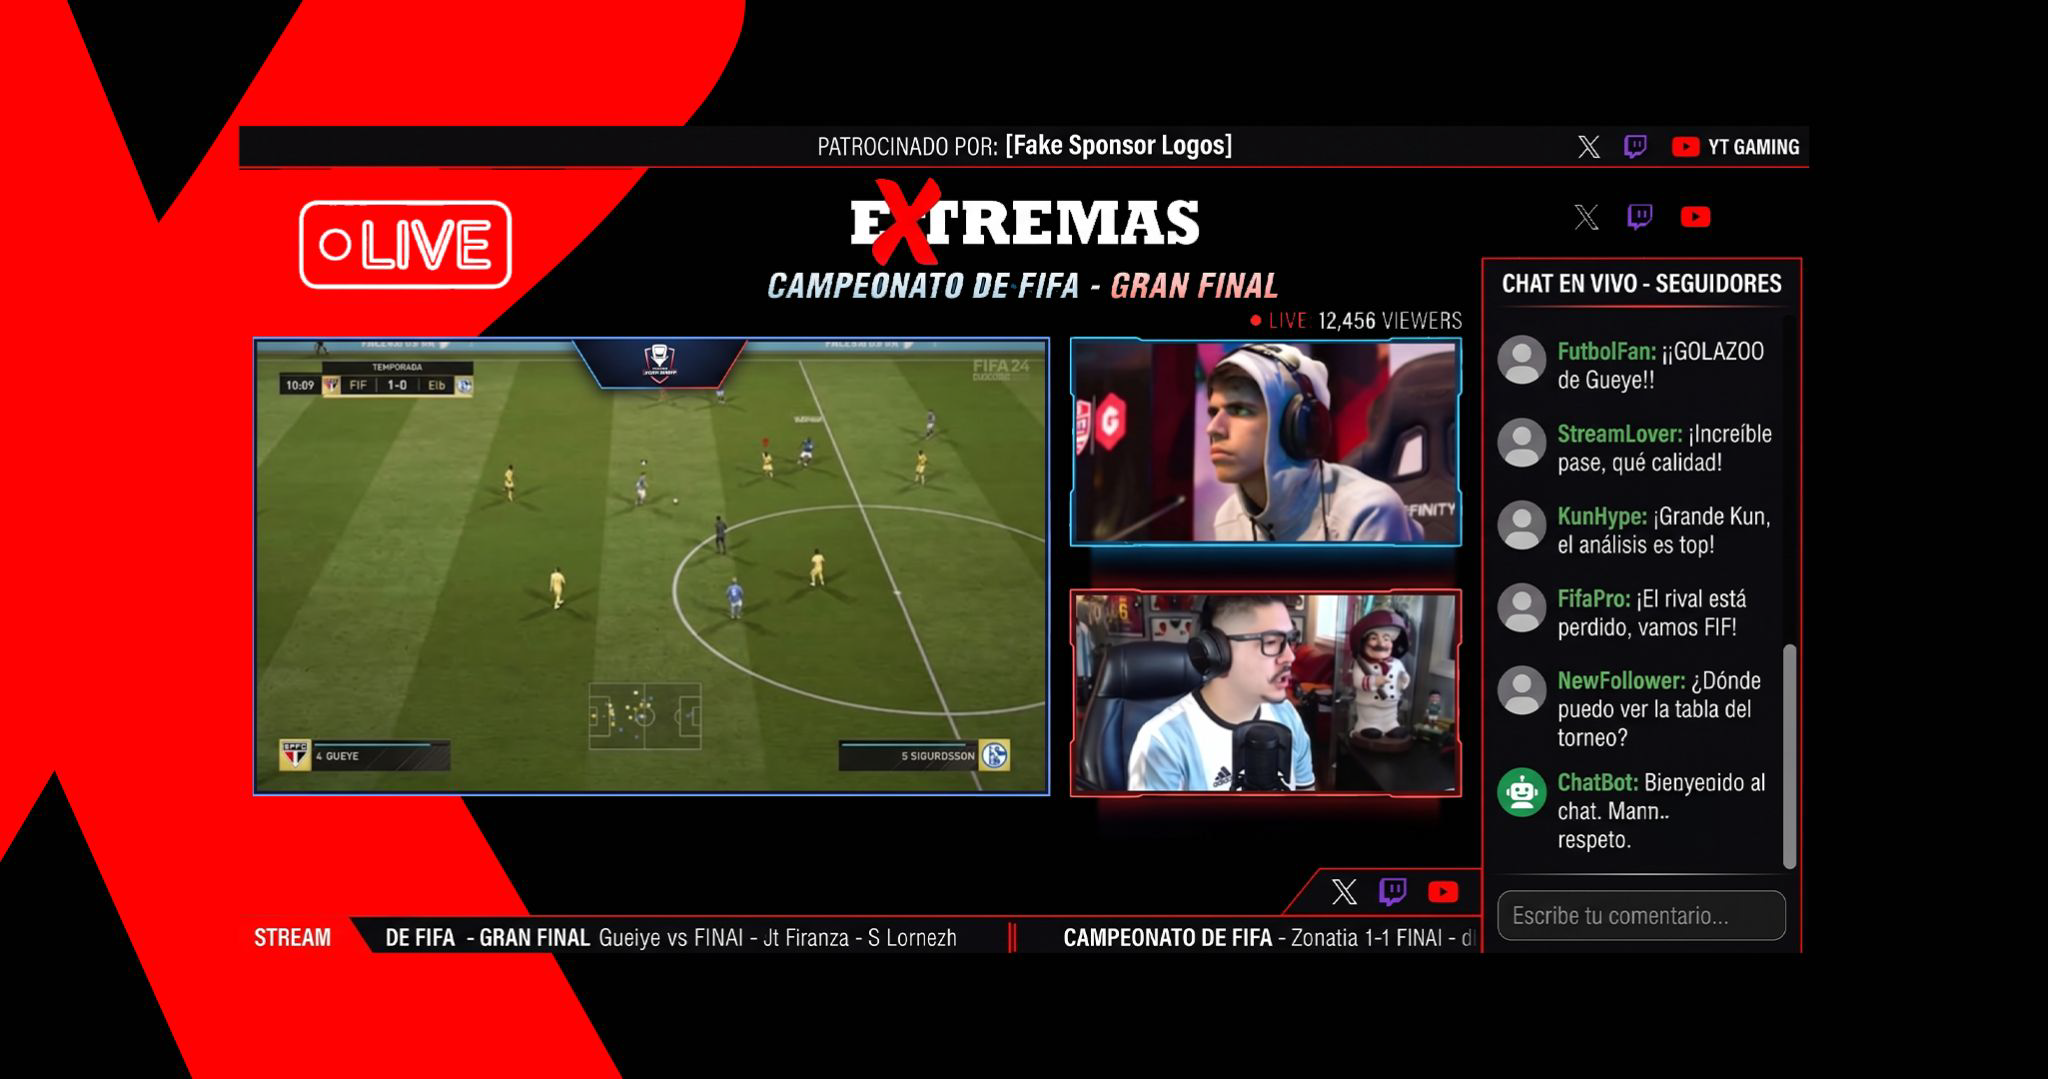 PATROCINADO POR: [Fake Sponsor Logos]
YT GAMING
LIVE
EXTREMAS
CAMPEONATO DE FIFA - GRAN FINAL
LIVE: 12,456 VIEWERS
TEMPORADA
10:09 FIF 1-0 Elb
FIFA 24
SPFC
4 GUEYE
5 SIGURDSSON
FINITY
CHAT EN VIVO - SEGUIDORES
FutbolFan: ¡¡GOLAZOO
de Gueye!!
StreamLover: ¡Increíble
pase, qué calidad!
KunHype: ¡Grande Kun,
el análisis es top!
FifaPro: ¡El rival está
perdido, vamos FIF!
NewFollower: ¿Dónde
puedo ver la tabla del
torneo?
ChatBot: Bienyenido al
chat. Mann..
respeto.
Escribe tu comentario...
STREAM
DE FIFA - GRAN FINAL Gueiye vs FINAI - Jt Firanza - S Lornezh
CAMPEONATO DE FIFA - Zonatia 1-1 FINAI - d